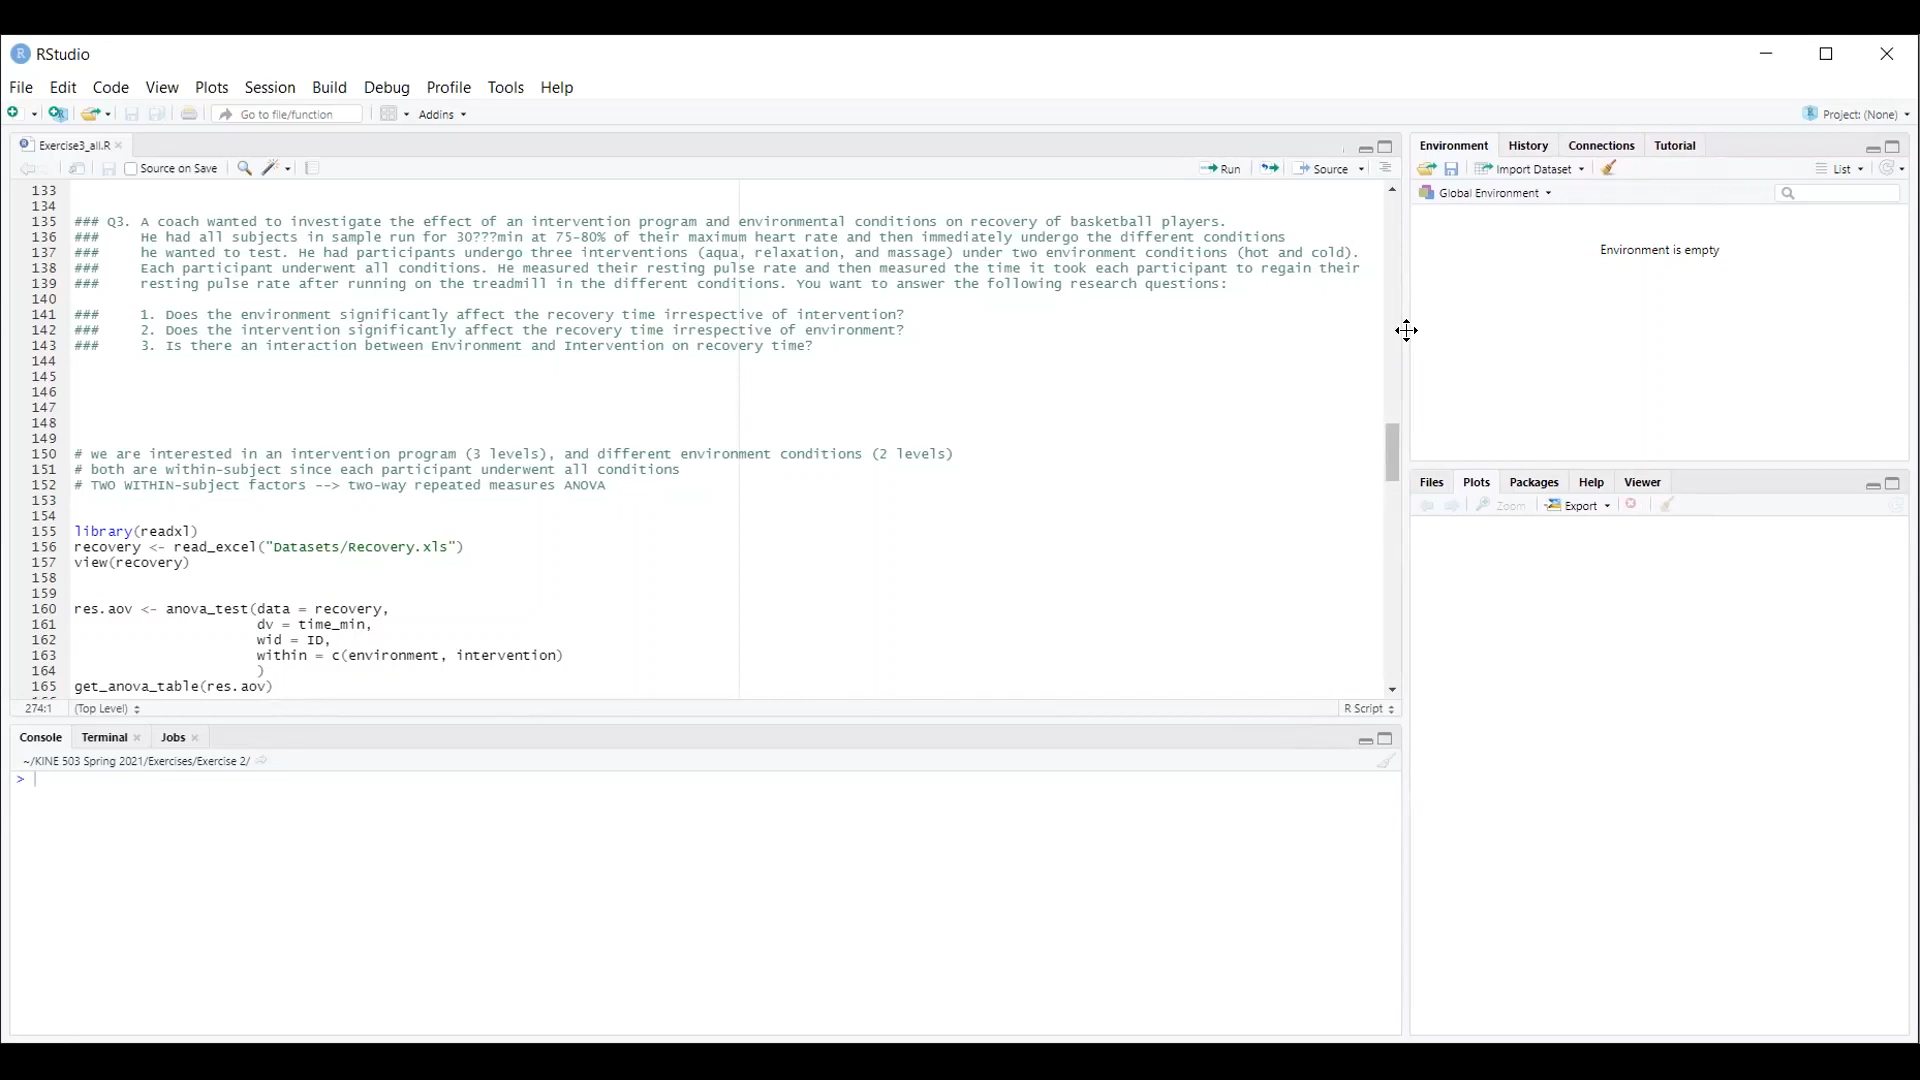 RStudio
File Edit Code View Plots Session Build Debug Profile Tools Help
Go to file/function Addins Project: (None)
Exercise3_all.R
Source on Save Run Source
133
134
135 ### Q3. A coach wanted to investigate the effect of an intervention program and environmental conditions on recovery of basketball players.
136 ### He had all subjects in sample run for 30???min at 75-80% of their maximum heart rate and then immediately undergo the different conditions
137 ### he wanted to test. He had participants undergo three interventions (aqua, relaxation, and massage) under two environment conditions (hot and cold).
138 ### Each participant underwent all conditions. He measured their resting pulse rate and then measured the time it took each participant to regain their
139 ### resting pulse rate after running on the treadmill in the different conditions. You want to answer the following research questions:
140
141 ### 1. Does the environment significantly affect the recovery time irrespective of intervention?
142 ### 2. Does the intervention significantly affect the recovery time irrespective of environment?
143 ### 3. Is there an interaction between Environment and Intervention on recovery time?
144
145
146
147
148
149
150 # we are interested in an intervention program (3 levels), and different environment conditions (2 levels)
151 # both are within-subject since each participant underwent all conditions
152 # TWO WITHIN-subject factors --> two-way repeated measures ANOVA
153
154
155 library(readxl)
156 recovery <- read_excel("Datasets/Recovery.xls")
157 view(recovery)
158
159
160 res.aov <- anova_test(data = recovery,
161 dv = time_min,
162 wid = ID,
163 within = c(environment, intervention)
164 )
165 get_anova_table(res.aov)
274:1 (Top Level) R Script
Console Terminal Jobs
~/KINE 503 Spring 2021/Exercises/Exercise 2/
>
Environment History Connections Tutorial
Import Dataset List
Global Environment
Environment is empty
Files Plots Packages Help Viewer
Zoom Export